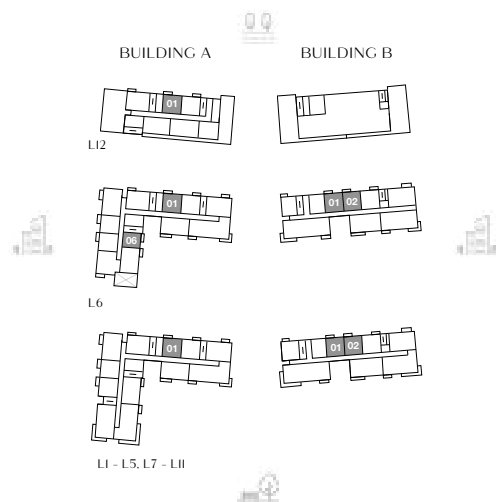 BUILDING A BUILDING B
01
L12
01 01 02
06
L6
01 01 02
L1 - L5, L7 - L11